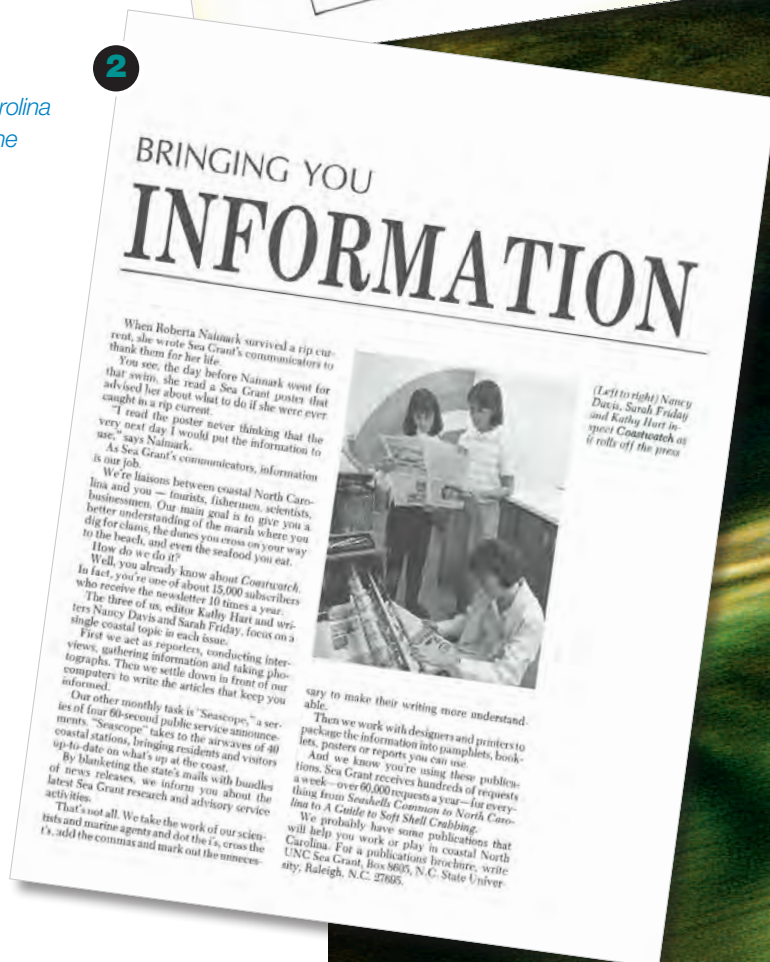 rolina
ne
2
BRINGING YOU
INFORMATION
When Roberta Naimark survived a rip cur-
rent, she wrote Sea Grant's communicators to
thank them for her life.
You see, the day before Naimark went for
that swim, she read a Sea Grant poster that
advised her about what to do if she were ever
caught in a rip current.
"I read the poster never thinking that the
very next day I would put the information to
use," says Naimark.
As Sea Grant's communicators, information
is our job.
We're liaisons between coastal North Caro-
lina and you — tourists, fishermen, scientists,
businessmen. Our main goal is to give you a
better understanding of the marsh where you
dig for clams, the dunes you cross on your way
to the beach, and even the seafood you eat.
How do we do it?
Well, you already know about Coastwatch.
In fact, you're one of about 15,000 subscribers
who receive the newsletter 10 times a year.
The three of us, editor Kathy Hart and wri-
ters Nancy Davis and Sarah Friday, focus on a
single coastal topic in each issue.
First we act as reporters, conducting inter-
views, gathering information and taking pho-
tographs. Then we settle down in front of our
computers to write the articles that keep you
informed.
Our other monthly task is "Seascope," a ser-
ies of four 60-second public service announce-
ments. "Seascope" takes to the airwaves of 40
coastal stations, bringing residents and visitors
up-to-date on what's up at the coast.
By blanketing the state's mails with bundles
of news releases, we inform you about the
latest Sea Grant research and advisory service
activities.
That's not all. We take the work of our scien-
tists and marine agents and dot the i's, cross the
t's, add the commas and mark out the unneces-
(Left to right) Nancy
Davis, Sarah Friday
and Kathy Hart in-
spect Coastwatch as
it rolls off the press
sary to make their writing more understand-
able.
Then we work with designers and printers to
package the information into pamphlets, book-
lets, posters or reports you can use.
And we know you're using these publica-
tions. Sea Grant receives hundreds of requests
a week—over 60,000 requests a year—for every-
thing from Seashells Common to North Caro-
lina to A Guide to Soft Shell Crabbing.
We probably have some publications that
will help you work or play in coastal North
Carolina. For a publications brochure, write
UNC Sea Grant, Box 8605, N.C. State Univer-
sity, Raleigh, N.C. 27695.